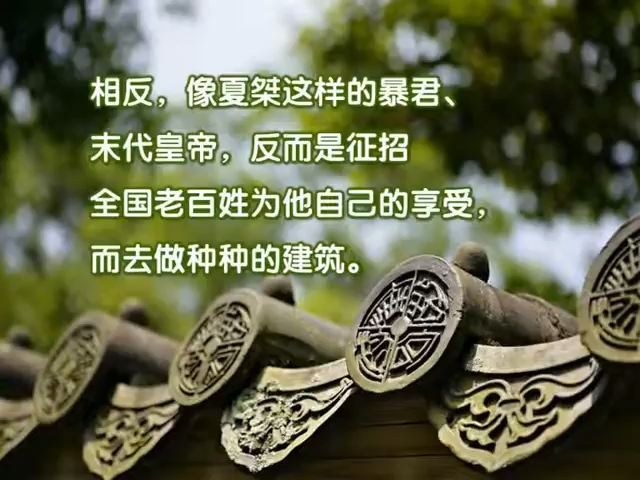 相反，像夏桀这样的暴君、
末代皇帝，反而是征招
全国老百姓为他自己的享受，
而去做种种的建筑。